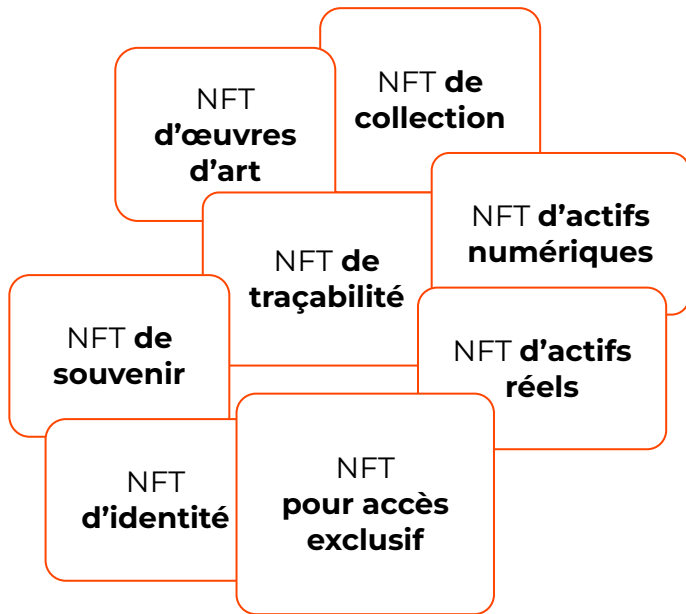 NFT
d'œuvres
d'art
NFT de
collection
NFT d'actifs
numériques
NFT de
traçabilité
NFT de
souvenir
NFT d'actifs
réels
NFT
d'identité
NFT
pour accès
exclusif